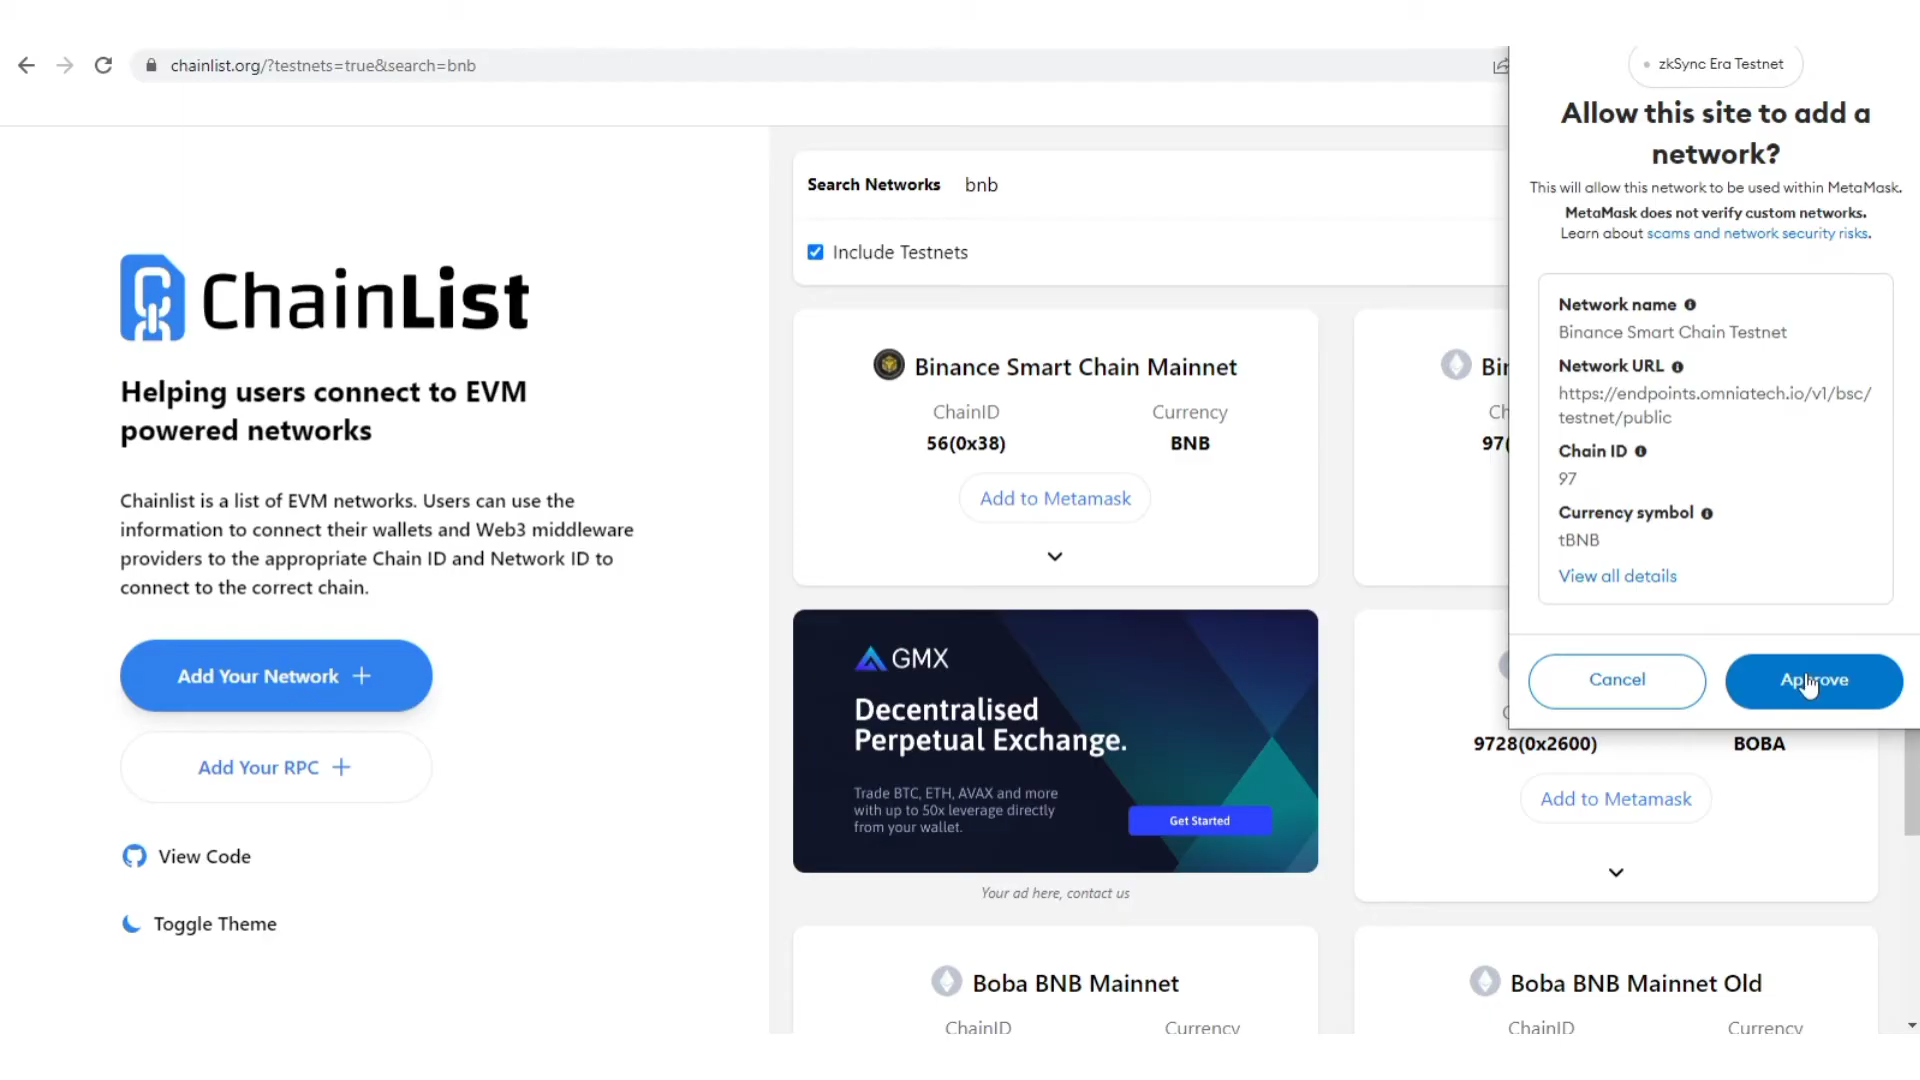 chainlist.org/?testnets=true&search=bnb
ChainList
Helping users connect to EVM
powered networks
Chainlist is a list of EVM networks. Users can use the
information to connect their wallets and Web3 middleware
providers to the appropriate Chain ID and Network ID to
connect to the correct chain.
Add Your Network
Add Your RPC
View Code
Toggle Theme
Search Networks bnb
Include Testnets
Binance Smart Chain Mainnet
ChainID Currency
56(0x38) BNB
Add to Metamask
GMX
Decentralised
Perpetual Exchange.
Trade BTC, ETH, AVAX and more
with up to 50x leverage directly
from your wallet.
Get Started
Your ad here, contact us
9728(0x2600) BOBA
Add to Metamask
Boba BNB Mainnet
ChainID Currency
Boba BNB Mainnet Old
ChainID Currency
zkSync Era Testnet
Allow this site to add a
network?
This will allow this network to be used within MetaMask.
MetaMask does not verify custom networks.
Learn about scams and network security risks.
Network name
Binance Smart Chain Testnet
Network URL
https://endpoints.omniatech.io/v1/bsc/
testnet/public
Chain ID
97
Currency symbol
tBNB
View all details
Cancel Approve